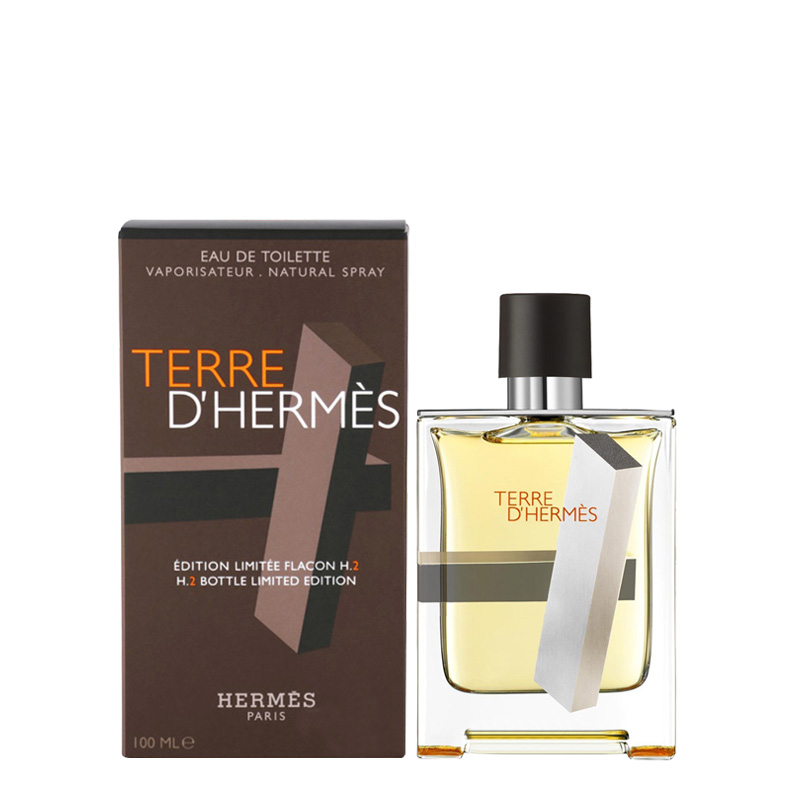 EAU DE TOILETTE
VAPORISATEUR . NATURAL SPRAY
TERRE
D'HERMÈS
ÉDITION LIMITÉE FLACON H.2
H.2 BOTTLE LIMITED EDITION
HERMÈS
PARIS
100 ML℮
TERRE
D'HERMÈS